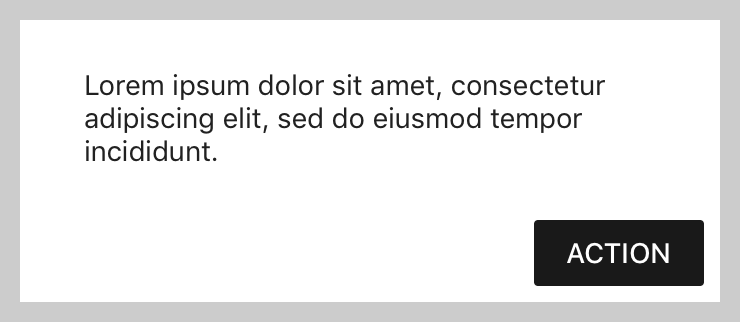 Lorem ipsum dolor sit amet, consectetur
adipiscing elit, sed do eiusmod tempor
incididunt.
ACTION